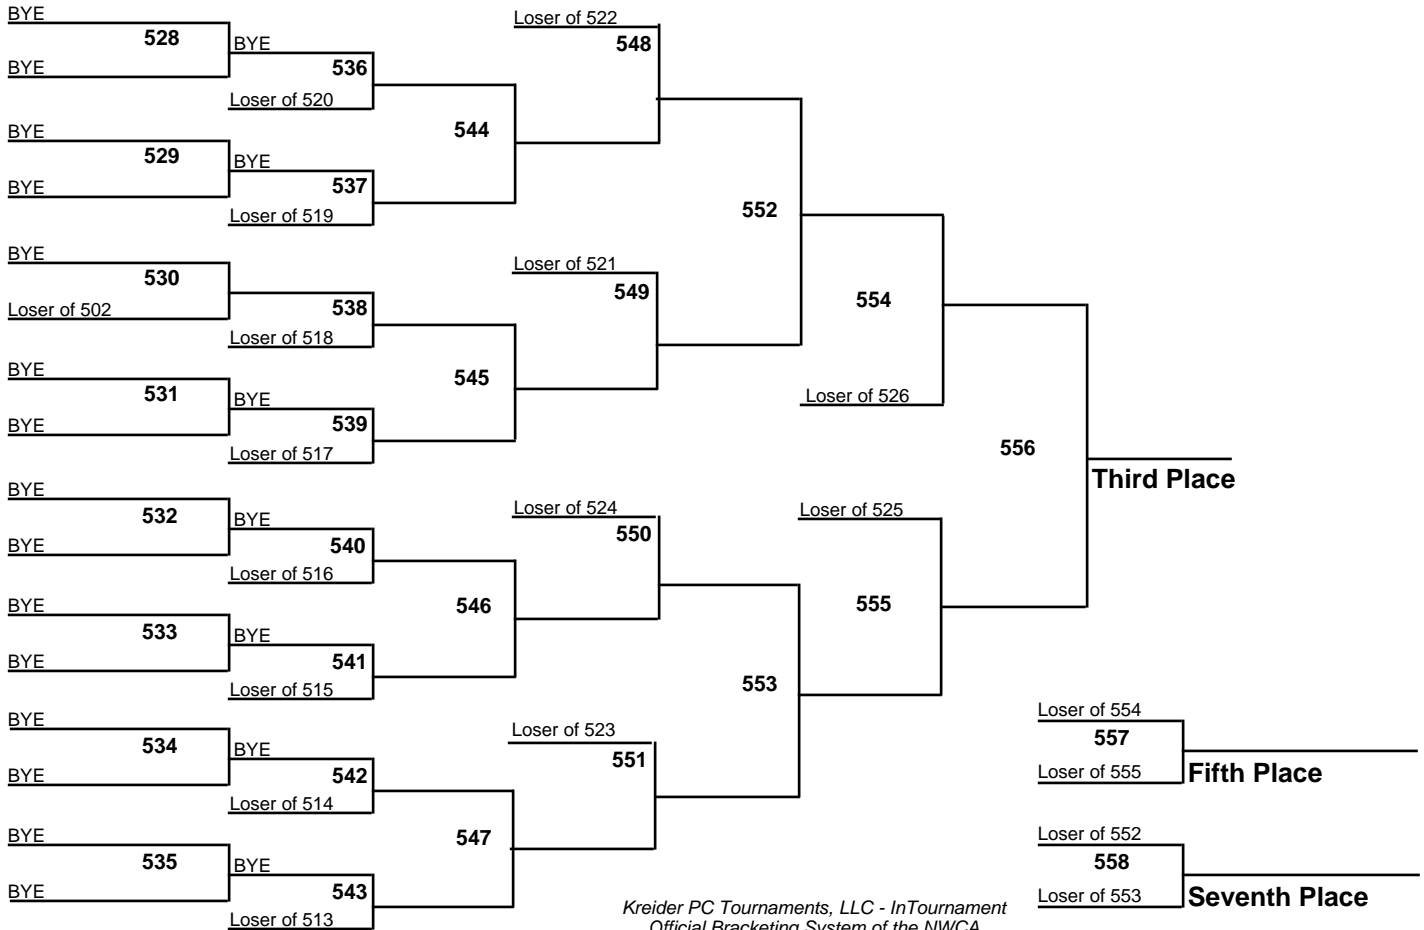 BYE
528
BYE
BYE
536
Loser of 520
BYE
529
BYE
BYE
537
Loser of 519
544
Loser of 522
548
BYE
530
Loser of 502
538
Loser of 518
BYE
531
BYE
BYE
539
Loser of 517
545
Loser of 521
549
552
554
Loser of 526
BYE
532
BYE
BYE
540
Loser of 516
BYE
533
BYE
BYE
541
Loser of 515
546
Loser of 524
550
BYE
534
BYE
BYE
542
Loser of 514
BYE
535
BYE
BYE
543
Loser of 513
547
Loser of 523
551
553
Loser of 525
555
556
Third Place
Loser of 554
557
Loser of 555
Fifth Place
Loser of 552
558
Loser of 553
Seventh Place
Kreider PC Tournaments, LLC - InTournament
Official Bracketing System of the NWCA